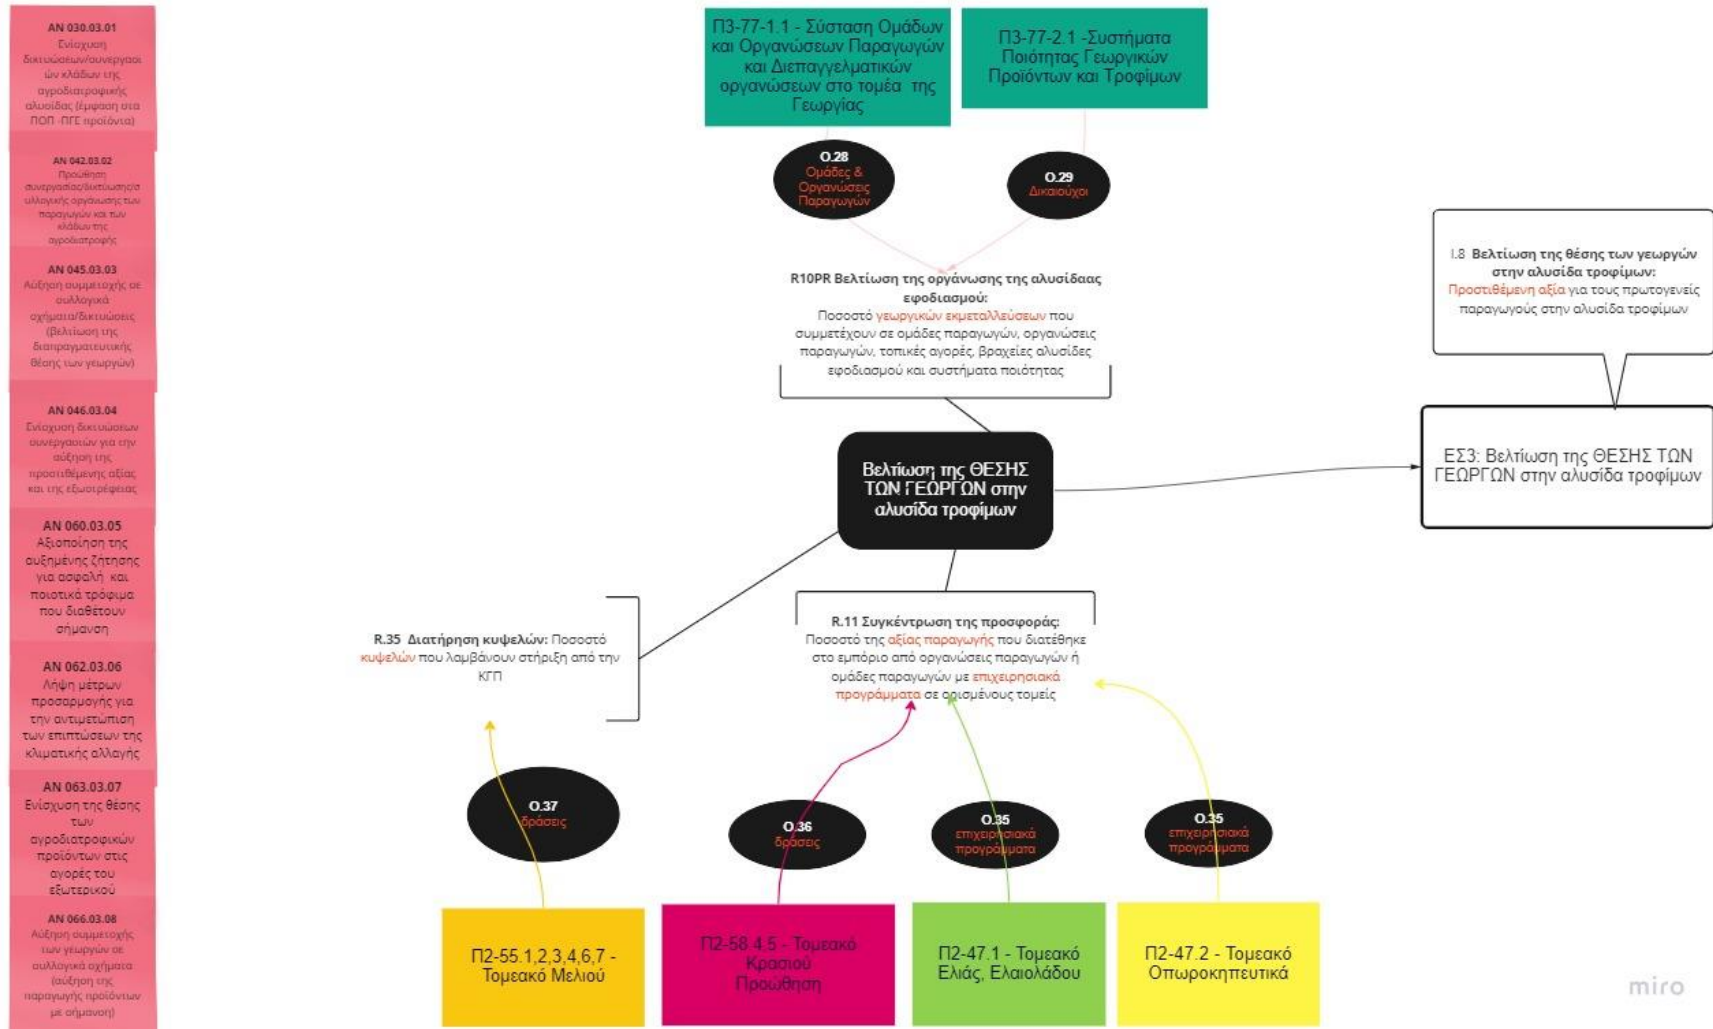 ΑΝ 030.03.01
Ενίσχυση
δικτυώσεων/συνεργασι
ών κλάδων της
αγροδιατροφικής
αλυσίδας (έμφαση στα
ΠΟΠ -ΠΓΕ προϊόντα)
ΑΝ 042.03.02
Προώθηση
συνεργασίας/δικτύωσης/σ
υλλογικής οργάνωσης των
παραγωγών και των
κλάδων της
αγροδιατροφής
ΑΝ 045.03.03
Αύξηση συμμετοχής σε
συλλογικά
σχήματα/δικτυώσεις
(βελτίωση της
διαπραγματευτικής
θέσης των γεωργών)
ΑΝ 046.03.04
Ενίσχυση δικτυώσεων
συνεργασιών για την
αύξηση της
προστιθέμενης αξίας
και της εξωστρέφειας
ΑΝ 060.03.05
Αξιοποίηση της
αυξημένης ζήτησης
για ασφαλή και
ποιοτικά τρόφιμα
που διαθέτουν
σήμανση
ΑΝ 062.03.06
Λήψη μέτρων
προσαρμογής για
την αντιμετώπιση
των επιπτώσεων της
κλιματικής αλλαγής
ΑΝ 063.03.07
Ενίσχυση της θέσης
των
αγροδιατροφικών
προϊόντων στις
αγορές του
εξωτερικού
ΑΝ 066.03.08
Αύξηση συμμετοχής
των γεωργών σε
συλλογικά σχήματα
(αύξηση της
παραγωγής προϊόντων
με σήμανση)
Π3-77-1.1 - Σύσταση Ομάδων
και Οργανώσεων Παραγωγών
και Διεπαγγελματικών
οργανώσεων στο τομέα της
Γεωργίας
Π3-77-2.1 -Συστήματα
Ποιότητας Γεωργικών
Προϊόντων και Τροφίμων
Ο.28
Ομάδες &
Οργανώσεις
Παραγωγών
Ο.29
Δικαιούχοι
R10PR Βελτίωση της οργάνωσης της αλυσίδαας
εφοδιασμού:
Ποσοστό γεωργικών εκμεταλλεύσεων που
συμμετέχουν σε ομάδες παραγωγών, οργανώσεις
παραγωγών, τοπικές αγορές, βραχείες αλυσίδες
εφοδιασμού και συστήματα ποιότητας
Ι.8 Βελτίωση της θέσης των γεωργών
στην αλυσίδα τροφίμων:
Προστιθέμενη αξία για τους πρωτογενείς
παραγωγούς στην αλυσίδα τροφίμων
Βελτίωση της ΘΕΣΗΣ
ΤΩΝ ΓΕΩΡΓΩΝ στην
αλυσίδα τροφίμων
ΕΣ3: Βελτίωση της ΘΕΣΗΣ ΤΩΝ
ΓΕΩΡΓΩΝ στην αλυσίδα τροφίμων
R.35 Διατήρηση κυψελών: Ποσοστό
κυψελών που λαμβάνουν στήριξη από την
ΚΓΠ
R.11 Συγκέντρωση της προσφοράς:
Ποσοστό της αξίας παραγωγής που διατέθηκε
στο εμπόριο από οργανώσεις παραγωγών ή
ομάδες παραγωγών με επιχειρησιακά
προγράμματα σε ορισμένους τομείς
Ο.37
δράσεις
Ο.36
δράσεις
Ο.35
επιχειρησιακά
προγράμματα
Ο.35
επιχειρησιακά
προγράμματα
Π2-55.1,2,3,4,6,7 -
Τομεακό Μελιού
Π2-58.4,5 - Τομεακό
Κρασιού
Προώθηση
Π2-47.1 - Τομεακό
Ελιάς, Ελαιολάδου
Π2-47.2 - Τομεακό
Οπωροκηπευτικά
miro